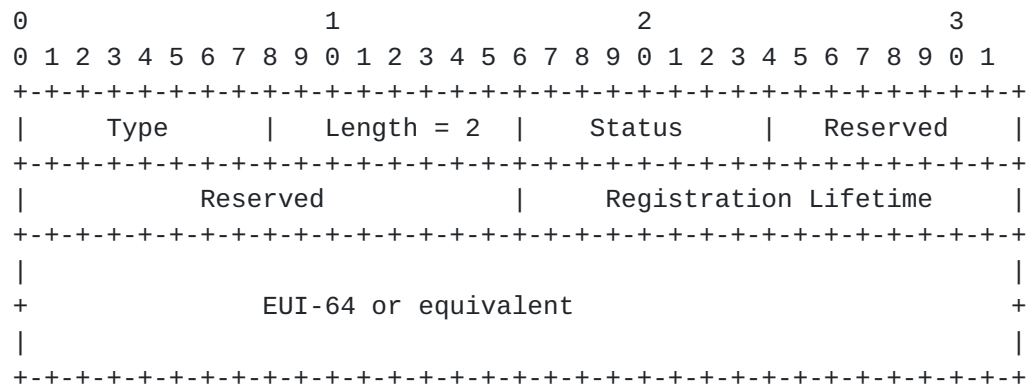 0                   1                   2                   3
0 1 2 3 4 5 6 7 8 9 0 1 2 3 4 5 6 7 8 9 0 1 2 3 4 5 6 7 8 9 0 1
+-+-+-+-+-+-+-+-+-+-+-+-+-+-+-+-+-+-+-+-+-+-+-+-+-+-+-+-+-+-+-+-+
|     Type      |   Length = 2  |    Status     |   Reserved    |
+-+-+-+-+-+-+-+-+-+-+-+-+-+-+-+-+-+-+-+-+-+-+-+-+-+-+-+-+-+-+-+-+
|           Reserved            |     Registration Lifetime     |
+-+-+-+-+-+-+-+-+-+-+-+-+-+-+-+-+-+-+-+-+-+-+-+-+-+-+-+-+-+-+-+-+
|                                                               |
+               EUI-64 or equivalent                            +
|                                                               |
+-+-+-+-+-+-+-+-+-+-+-+-+-+-+-+-+-+-+-+-+-+-+-+-+-+-+-+-+-+-+-+-+